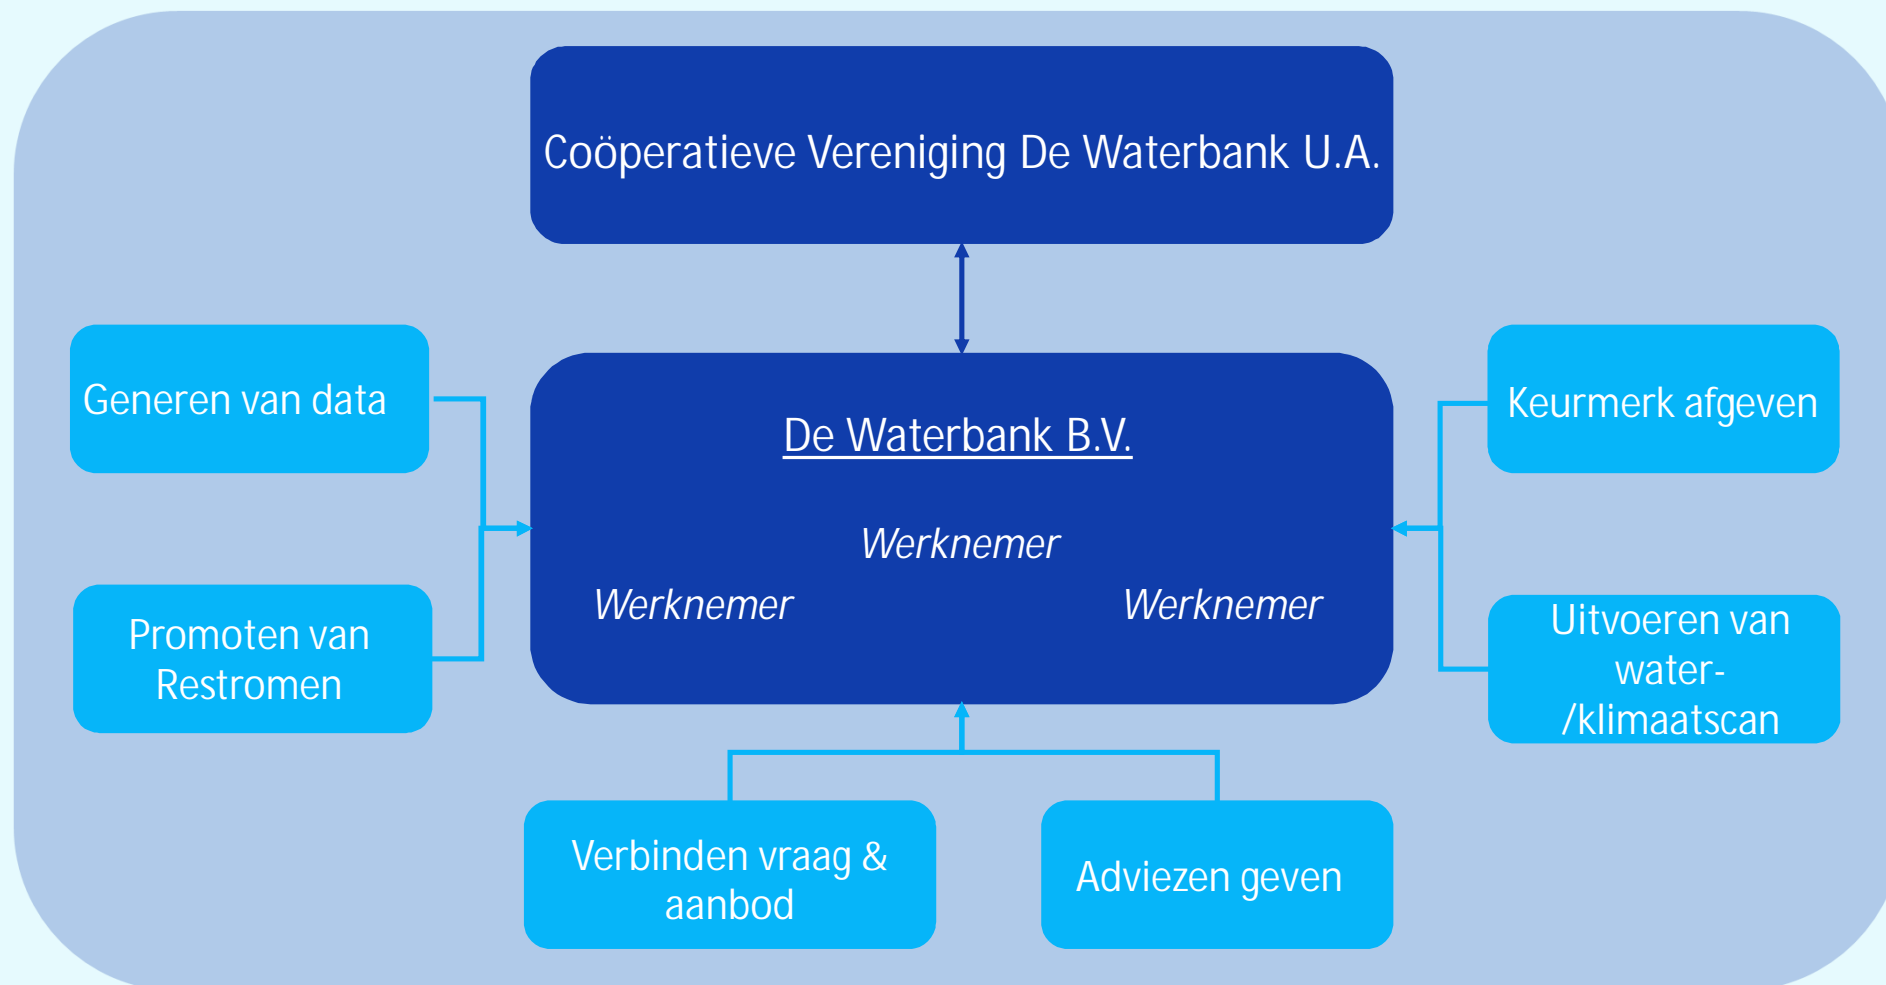 Coöperatieve Vereniging De Waterbank U.A.
Generen van data
Keurmerk afgeven
De Waterbank B.V.
Werknemer
Werknemer
Werknemer
Promoten van
Restromen
Uitvoeren van
water-
/klimaatscan
Verbinden vraag &
aanbod
Adviezen geven